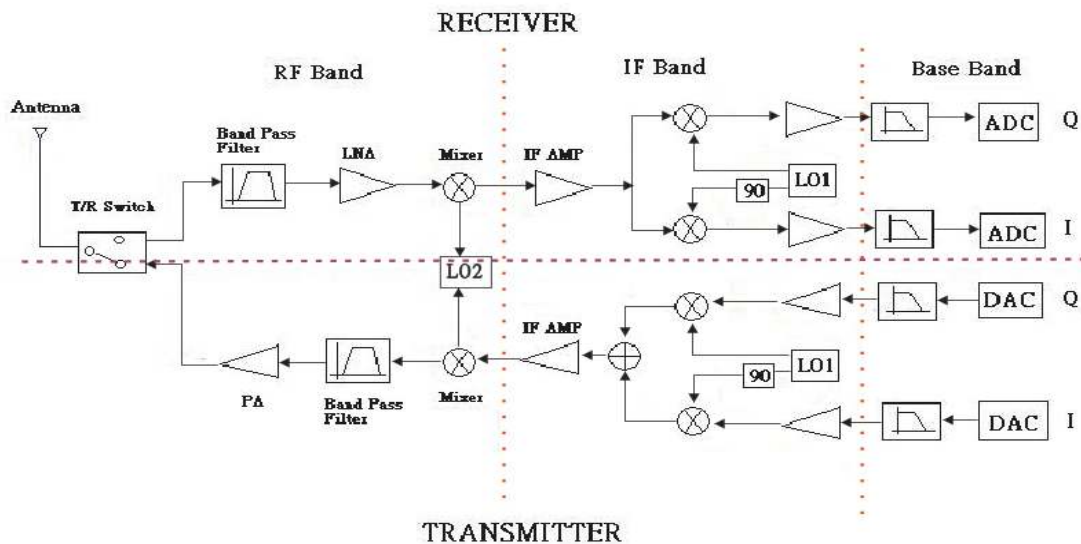 RECEIVER
RF Band
IF Band
Base Band
Antenna
Band Pass
Filter
LNA
Mixer
IF AMP
ADC
Q
LO1
90
T/R Switch
ADC
I
LO2
DAC
Q
IF AMP
LO1
90
PA
Band Pass
Filter
Mixer
DAC
I
TRANSMITTER